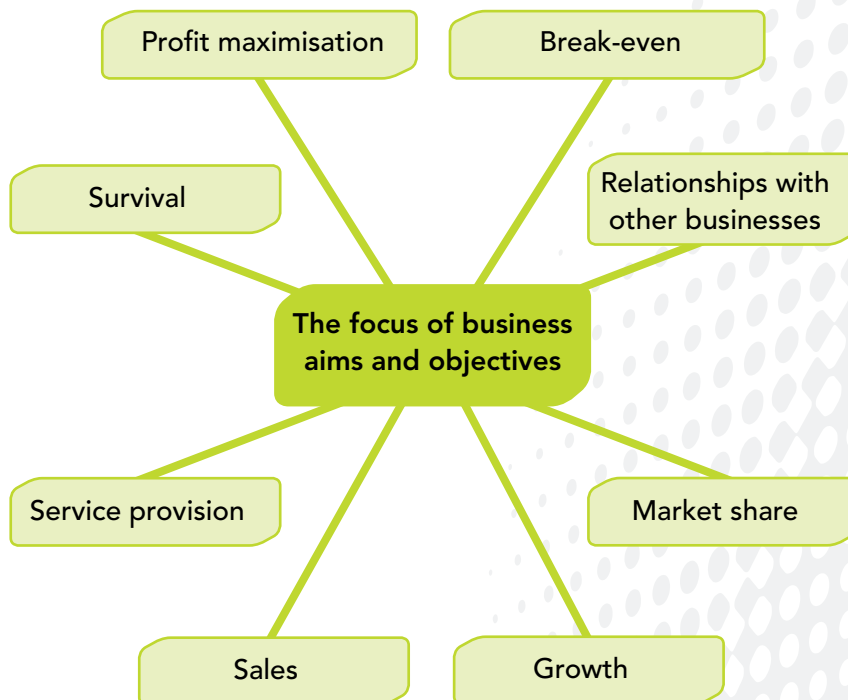 Profit maximisation
Break-even
Survival
Relationships with
other businesses
The focus of business
aims and objectives
Service provision
Market share
Sales
Growth